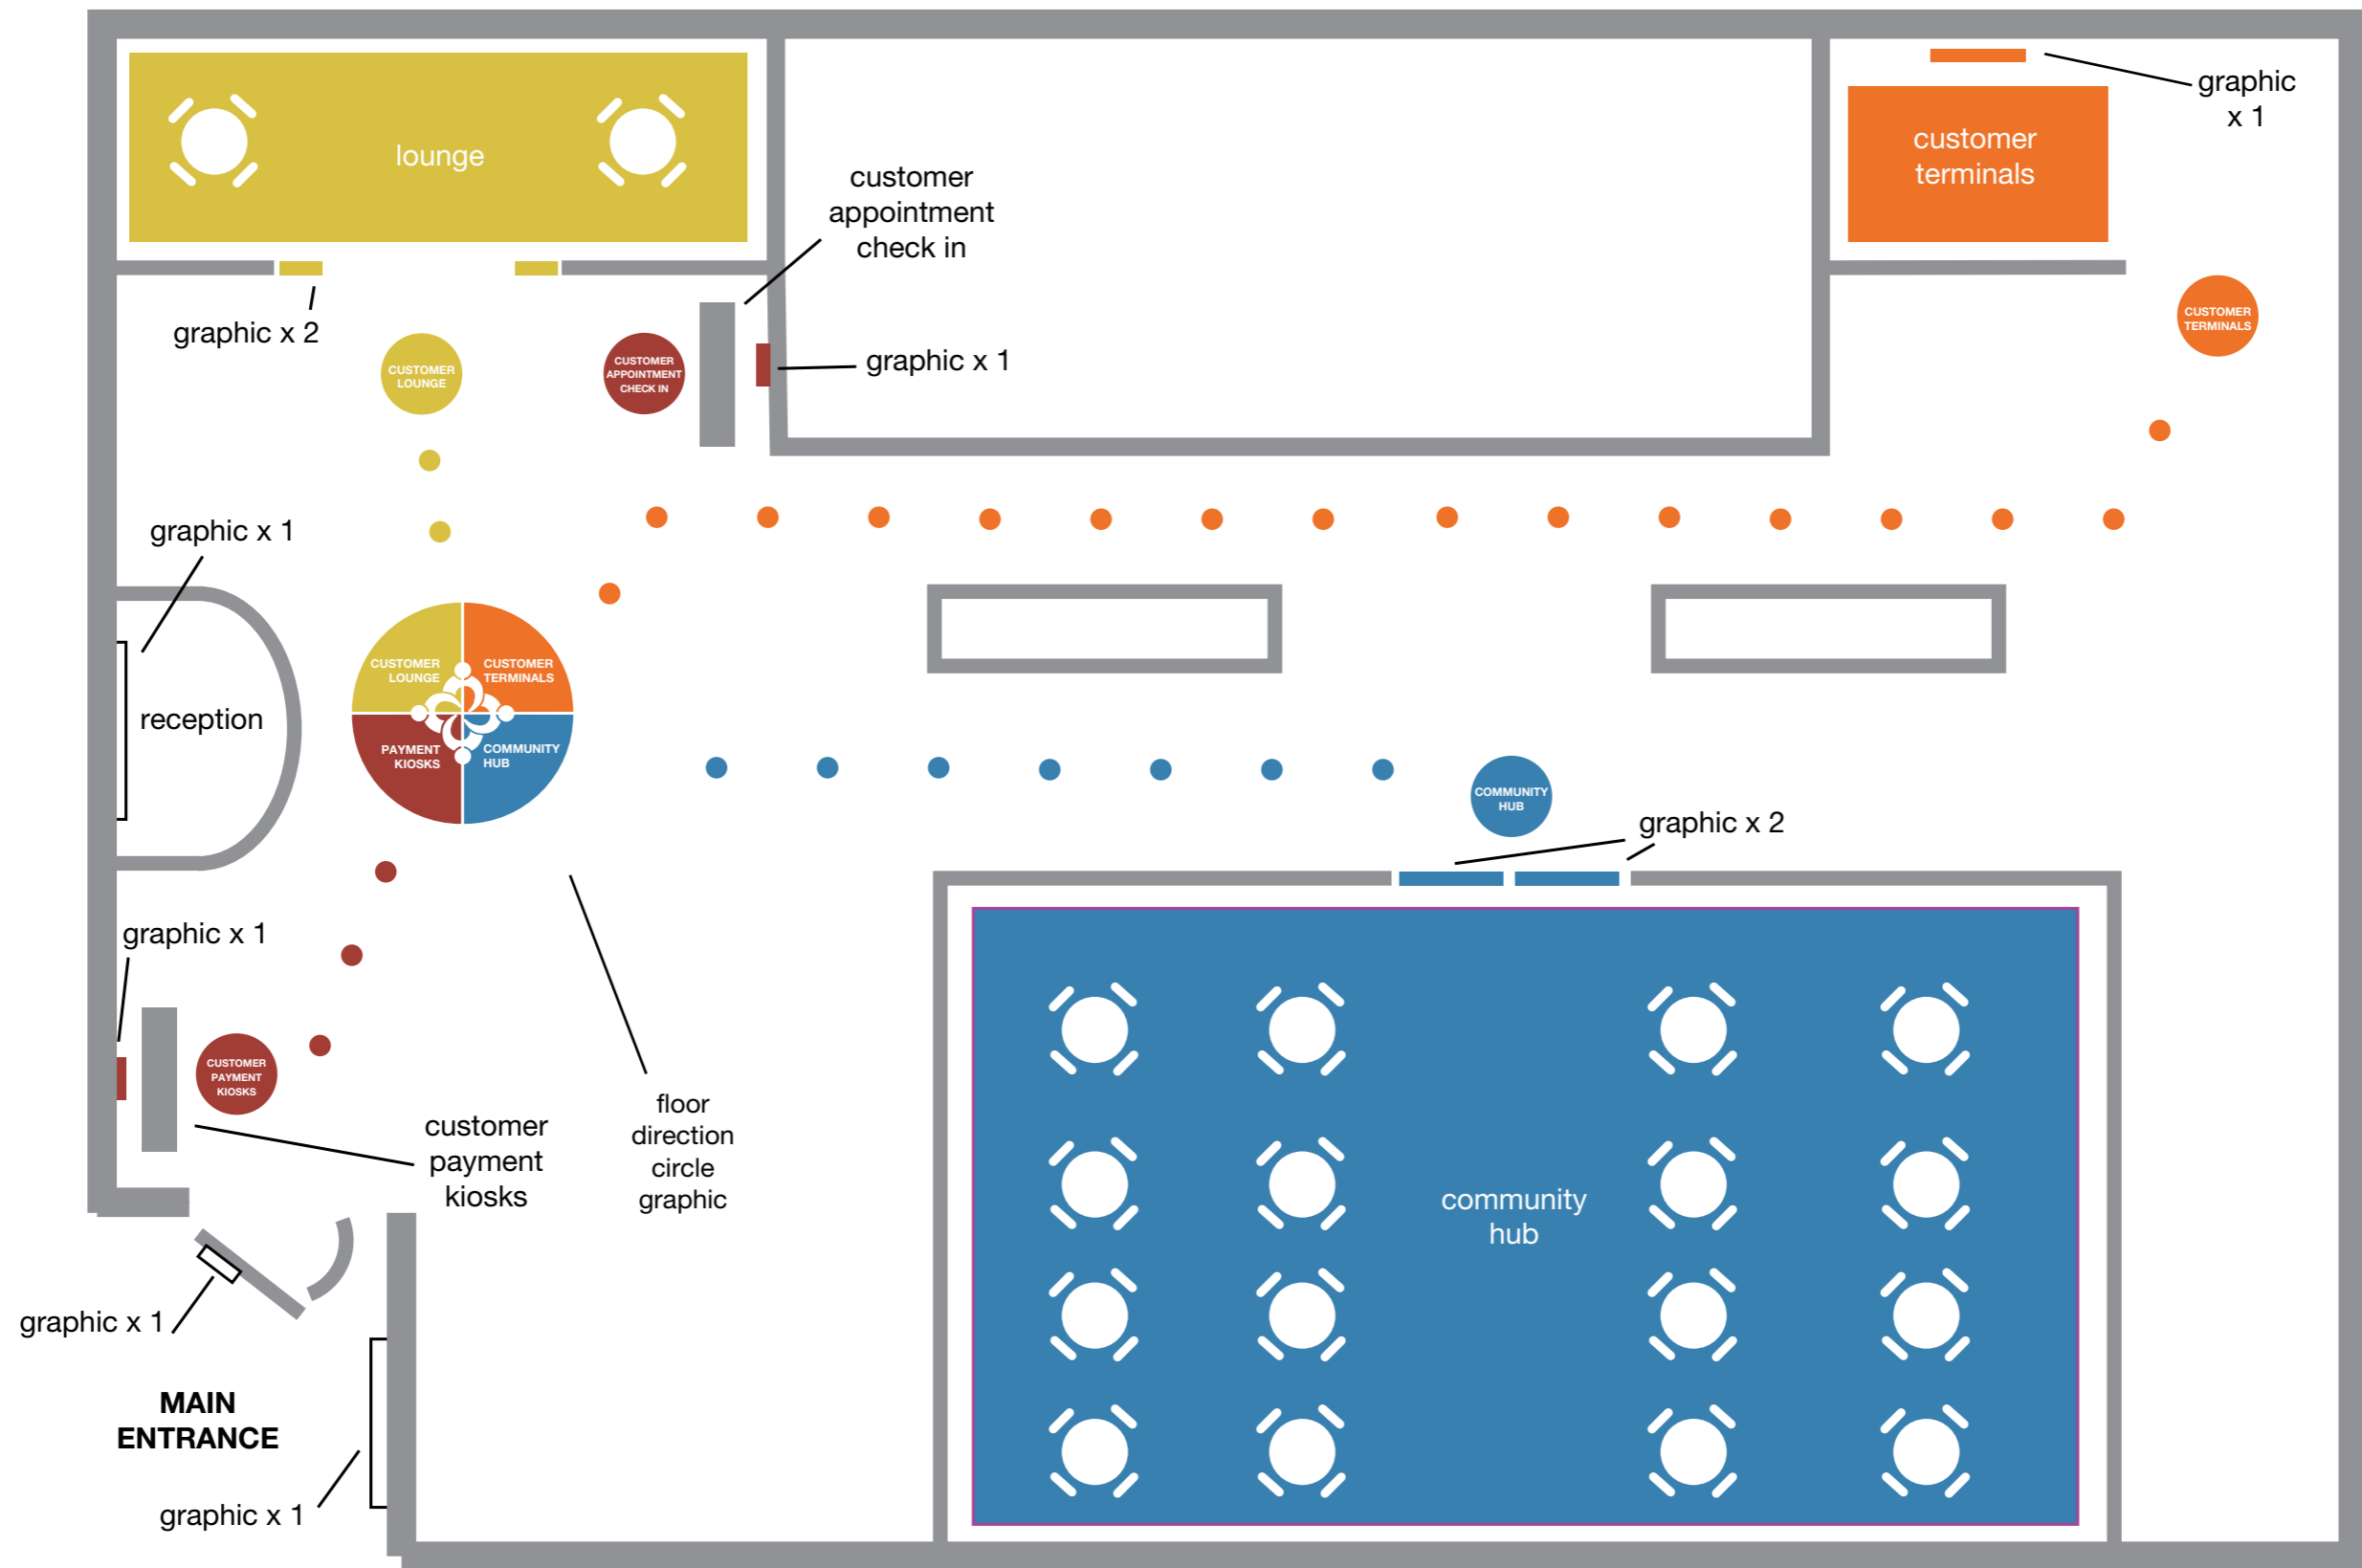 graphic
x 1
customer
terminals
lounge
customer
appointment
check in
graphic x 2
CUSTOMER
LOUNGE
CUSTOMER
APPOINTMENT
CHECK IN
graphic x 1
CUSTOMER
TERMINALS
graphic x 1
reception
CUSTOMER
LOUNGE
CUSTOMER
TERMINALS
PAYMENT
KIOSKS
COMMUNITY
HUB
COMMUNITY
HUB
graphic x 2
graphic x 1
CUSTOMER
PAYMENT
KIOSKS
customer
payment
kiosks
floor
direction
circle
graphic
community
hub
graphic x 1
MAIN
ENTRANCE
graphic x 1